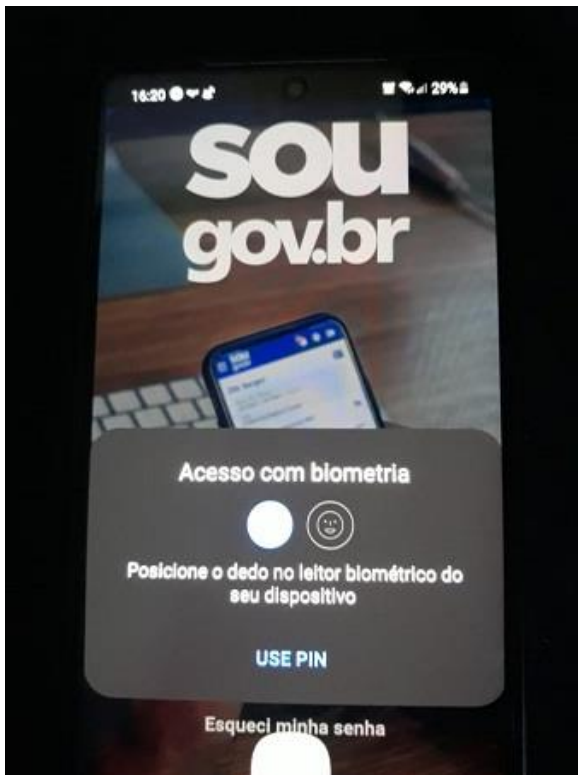 16:20
29%
sou
gov.br
Acesso com biometria
Posicione o dedo no leitor biométrico do
seu dispositivo
USE PIN
Esqueci minha senha